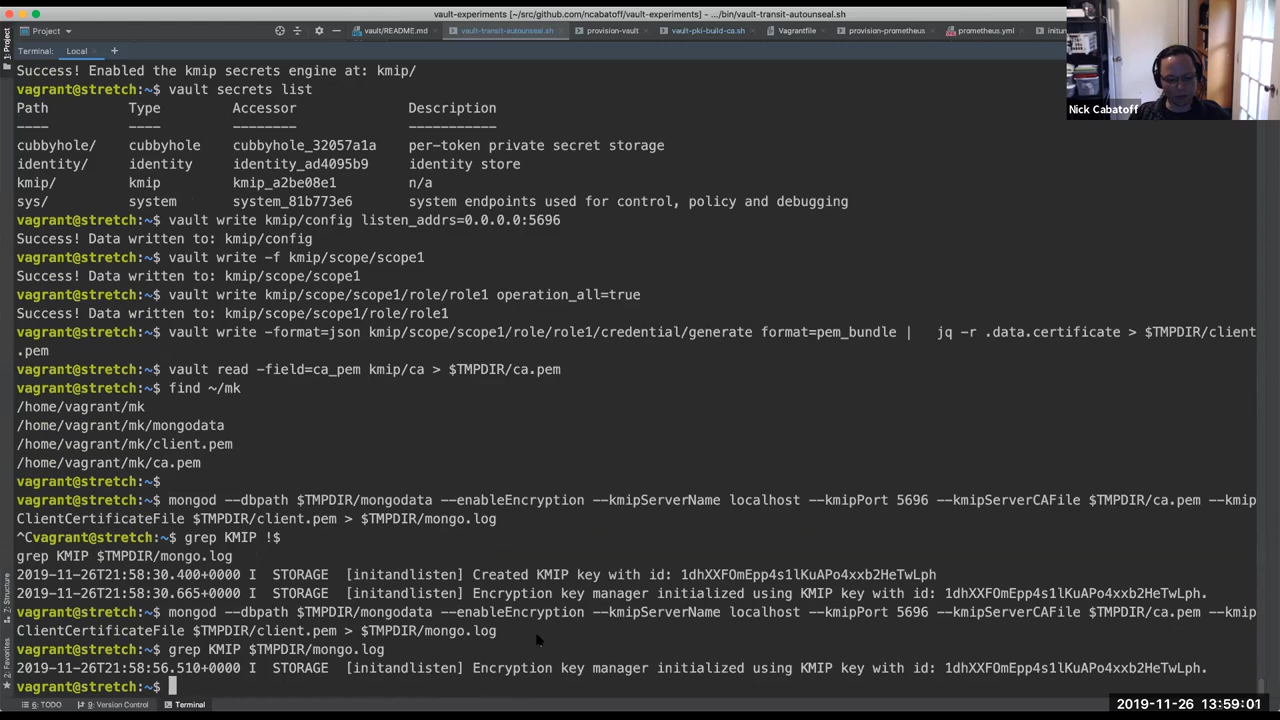 vault-experiments [~/src/github.com/ncabatoff/vault-experiments] - .../bin/vault-transit-autounseal.sh
Project
vault/README.md
vault-transit-autounseal.sh
provision-vault
vault-pki-build-ca.sh
Vagrantfile
provision-prometheus
prometheus.yml
1: Project
Terminal: Local
Success! Enabled the kmip secrets engine at: kmip/
vagrant@stretch:~$ vault secrets list
Path Type Accessor Description
---- ---- -------- -----------
cubbyhole/ cubbyhole cubbyhole_32057a1a per-token private secret storage
identity/ identity identity_ad4095b9 identity store
kmip/ kmip kmip_a2be08e1 n/a
sys/ system system_81b773e6 system endpoints used for control, policy and debugging
vagrant@stretch:~$ vault write kmip/config listen_addrs=0.0.0.0:5696
Success! Data written to: kmip/config
vagrant@stretch:~$ vault write -f kmip/scope/scope1
Success! Data written to: kmip/scope/scope1
vagrant@stretch:~$ vault write kmip/scope/scope1/role/role1 operation_all=true
Success! Data written to: kmip/scope/scope1/role/role1
vagrant@stretch:~$ vault write -format=json kmip/scope/scope1/role/role1/credential/generate format=pem_bundle | jq -r .data.certificate > $TMPDIR/client
.pem
vagrant@stretch:~$ vault read -field=ca_pem kmip/ca > $TMPDIR/ca.pem
vagrant@stretch:~$ find ~/mk
/home/vagrant/mk
/home/vagrant/mk/mongodata
/home/vagrant/mk/client.pem
/home/vagrant/mk/ca.pem
vagrant@stretch:~$
vagrant@stretch:~$ mongod --dbpath $TMPDIR/mongodata --enableEncryption --kmipServerName localhost --kmipPort 5696 --kmipServerCAFile $TMPDIR/ca.pem --kmip
ClientCertificateFile $TMPDIR/client.pem > $TMPDIR/mongo.log
^Cvagrant@stretch:~$ grep KMIP !$
grep KMIP $TMPDIR/mongo.log
2019-11-26T21:58:30.400+0000 I STORAGE [initandlisten] Created KMIP key with id: 1dhXXFOmEpp4s1lKuAPo4xxb2HeTwLph
2019-11-26T21:58:30.665+0000 I STORAGE [initandlisten] Encryption key manager initialized using KMIP key with id: 1dhXXFOmEpp4s1lKuAPo4xxb2HeTwLph.
vagrant@stretch:~$ mongod --dbpath $TMPDIR/mongodata --enableEncryption --kmipServerName localhost --kmipPort 5696 --kmipServerCAFile $TMPDIR/ca.pem --kmip
ClientCertificateFile $TMPDIR/client.pem > $TMPDIR/mongo.log
vagrant@stretch:~$ grep KMIP $TMPDIR/mongo.log
2019-11-26T21:58:56.510+0000 I STORAGE [initandlisten] Encryption key manager initialized using KMIP key with id: 1dhXXFOmEpp4s1lKuAPo4xxb2HeTwLph.
vagrant@stretch:~$
7: Structure
2: Favorites
6: TODO
9: Version Control
Terminal
Nick Cabatoff
2019-11-26 13:59:01